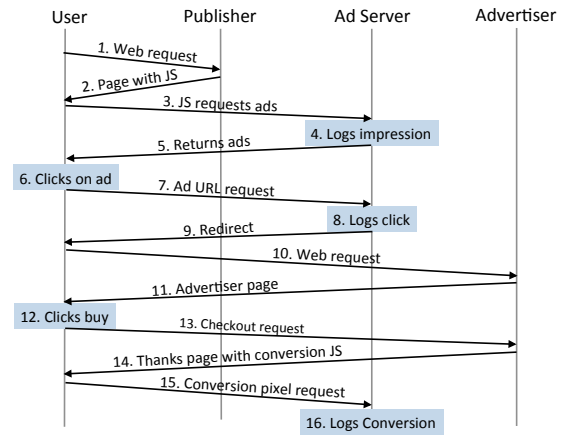 User Publisher Ad Server Advertiser
1. Web request
2. Page with JS
3. JS requests ads
4. Logs impression
5. Returns ads
6. Clicks on ad
7. Ad URL request
8. Logs click
9. Redirect
10. Web request
11. Advertiser page
12. Clicks buy
13. Checkout request
14. Thanks page with conversion JS
15. Conversion pixel request
16. Logs Conversion